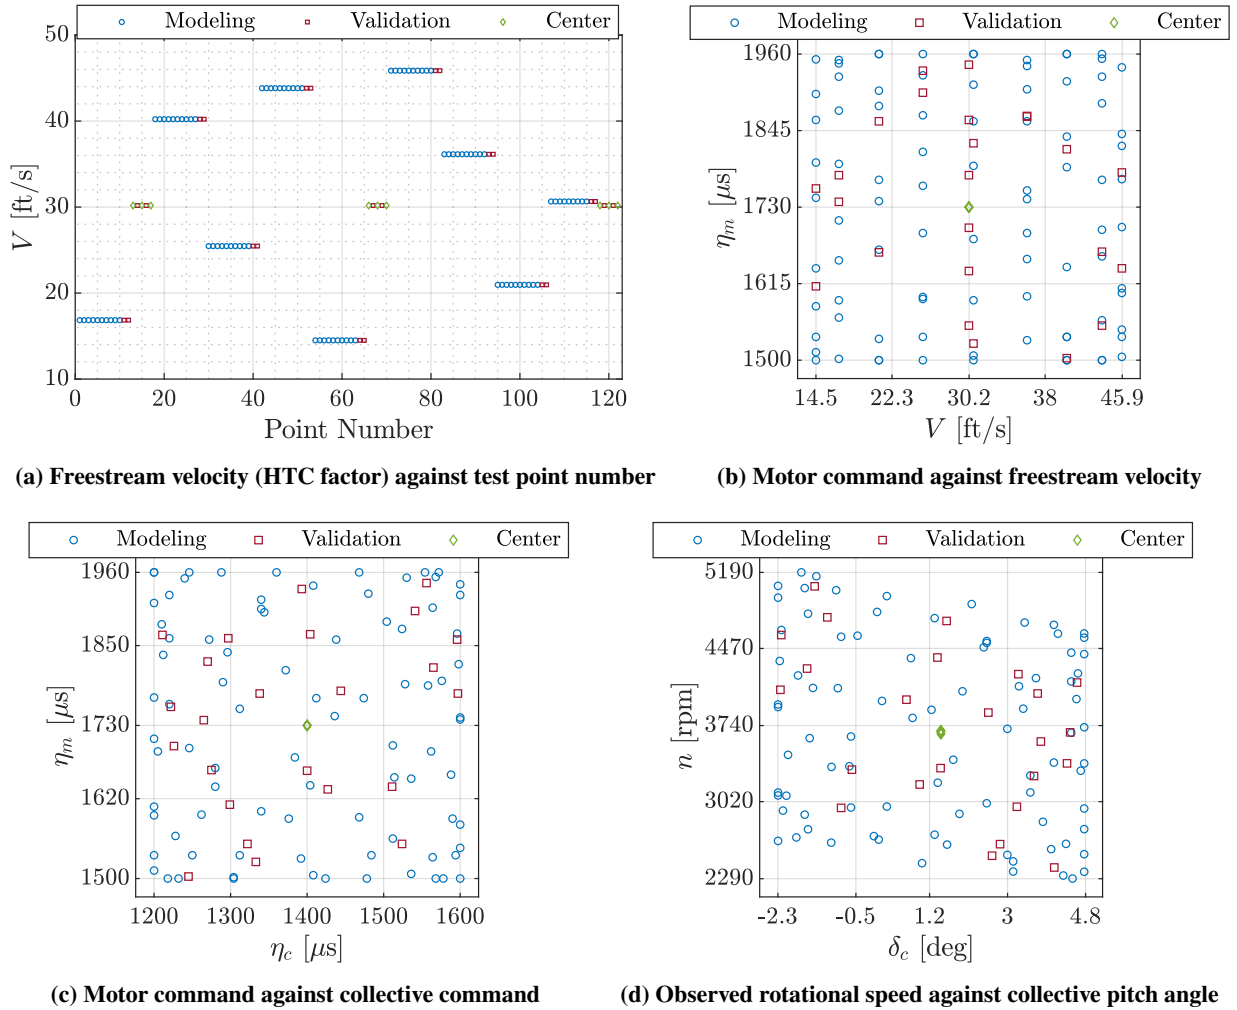 Modeling Validation Center
50
40
30
20
10
V [ft/s]
0 20 40 60 80 100 120
Point Number
(a) Freestream velocity (HTC factor) against test point number
Modeling Validation Center
1960
1845
1730
1615
1500
η_m [μs]
14.5 22.3 30.2 38 45.9
V [ft/s]
(b) Motor command against freestream velocity
Modeling Validation Center
1960
1850
1730
1620
1500
η_m [μs]
1200 1300 1400 1500 1600
η_c [μs]
(c) Motor command against collective command
Modeling Validation Center
5190
4470
3740
3020
2290
n [rpm]
-2.3 -0.5 1.2 3 4.8
δ_c [deg]
(d) Observed rotational speed against collective pitch angle